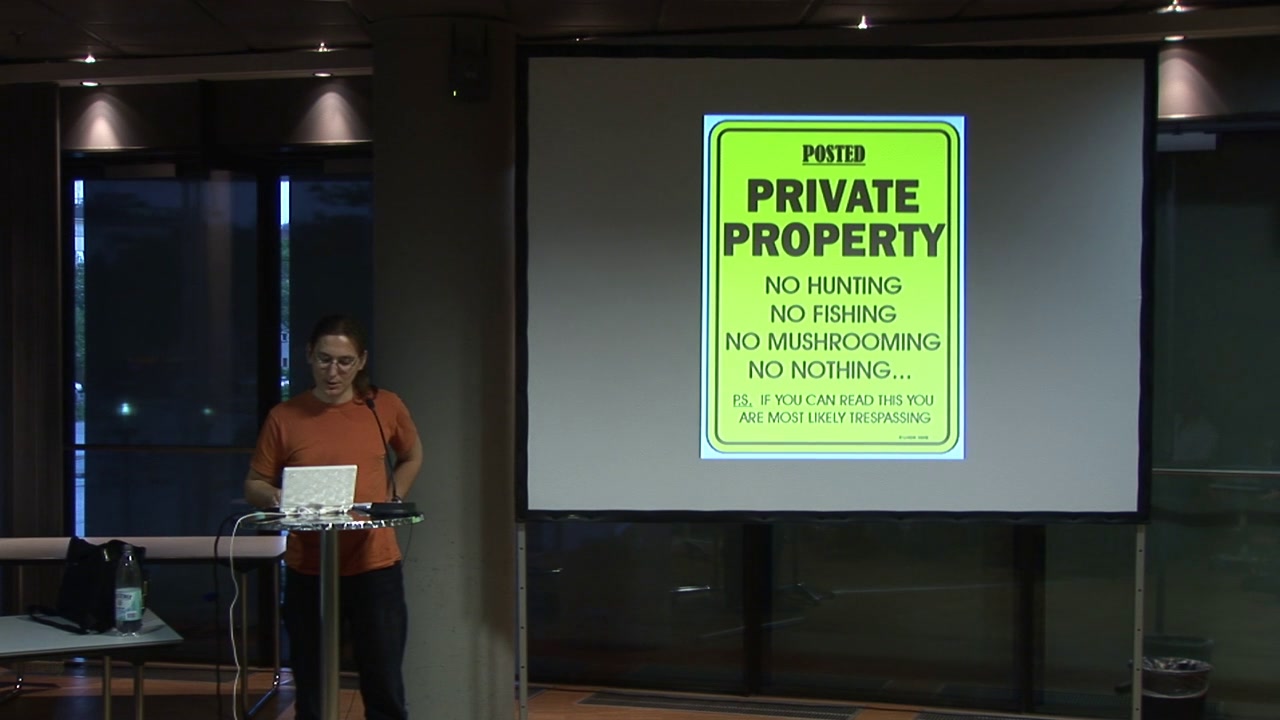 POSTED
PRIVATE
PROPERTY
NO HUNTING
NO FISHING
NO MUSHROOMING
NO NOTHING...
P.S. IF YOU CAN READ THIS YOU
ARE MOST LIKELY TRESPASSING